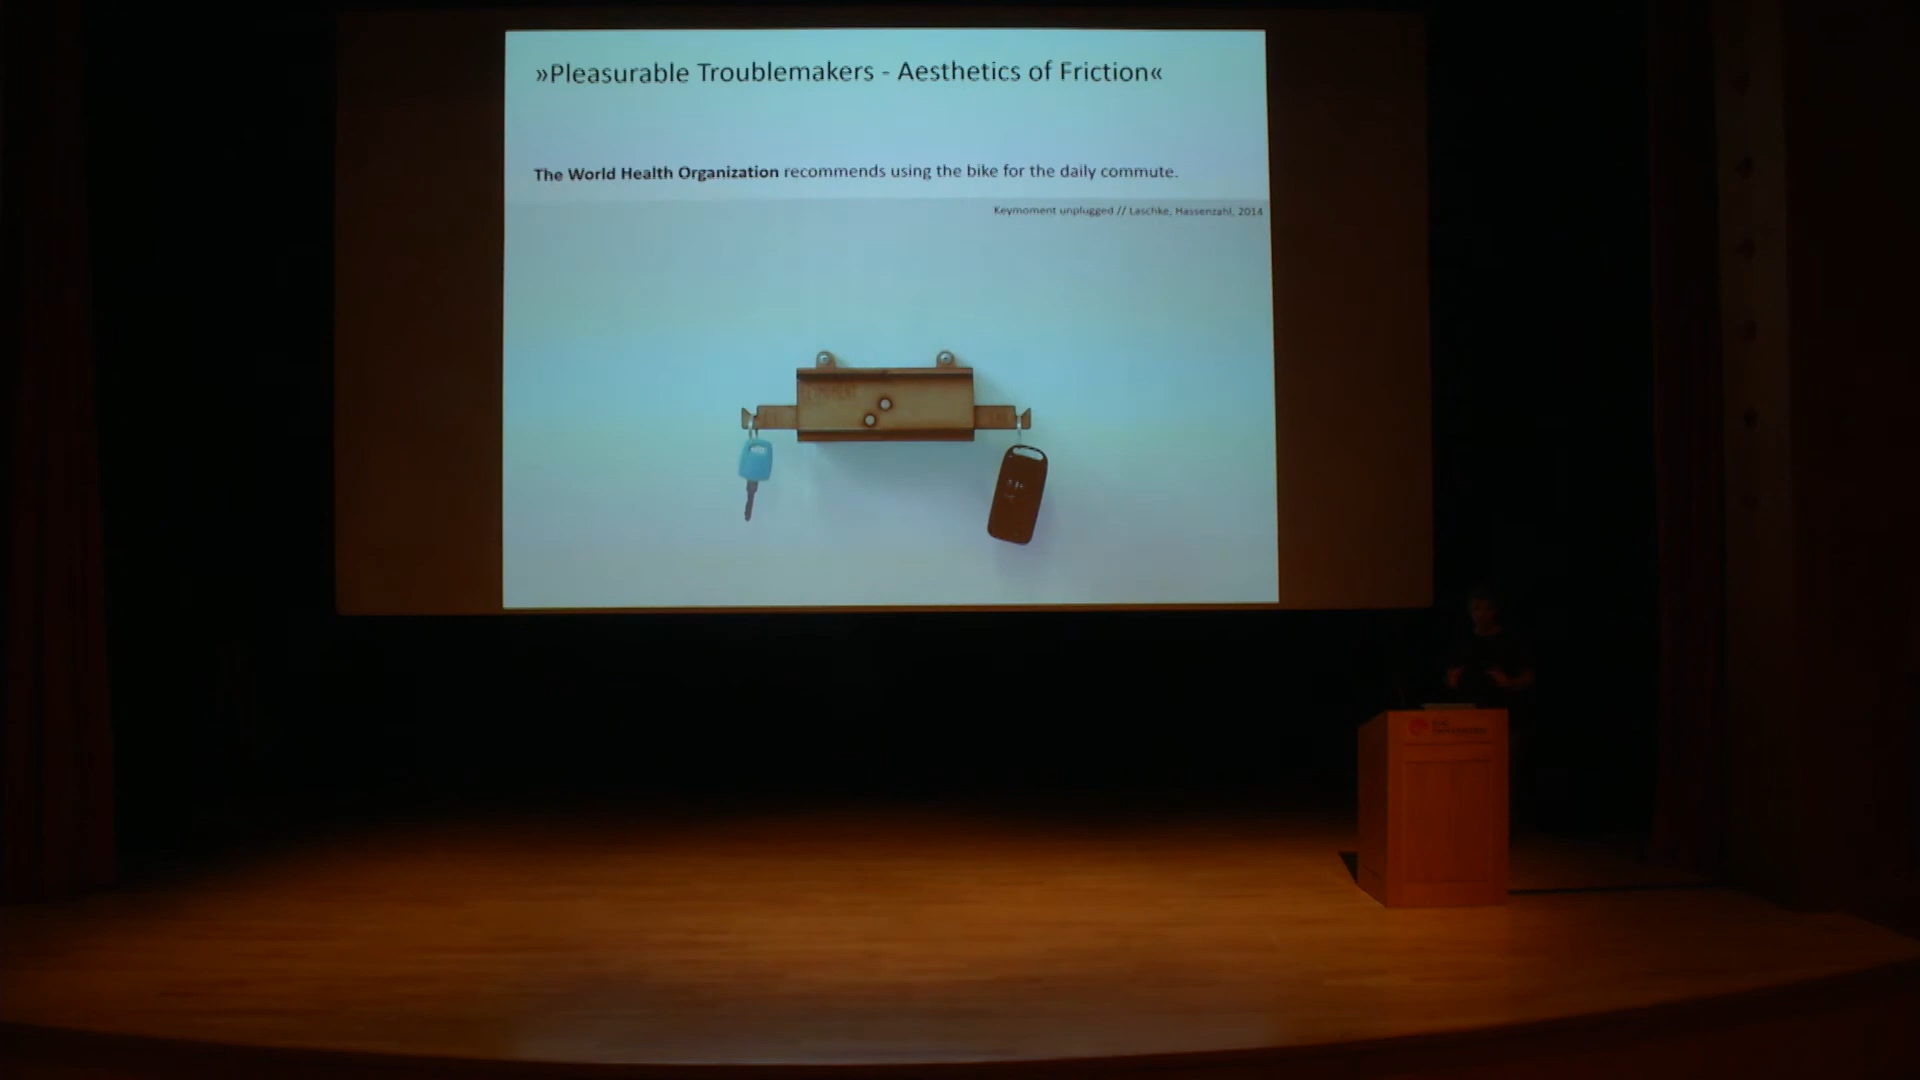 »Pleasurable Troublemakers - Aesthetics of Friction«
The World Health Organization recommends using the bike for the daily commute.
Keymoment unplugged // Laschke, Hassenzahl, 2014